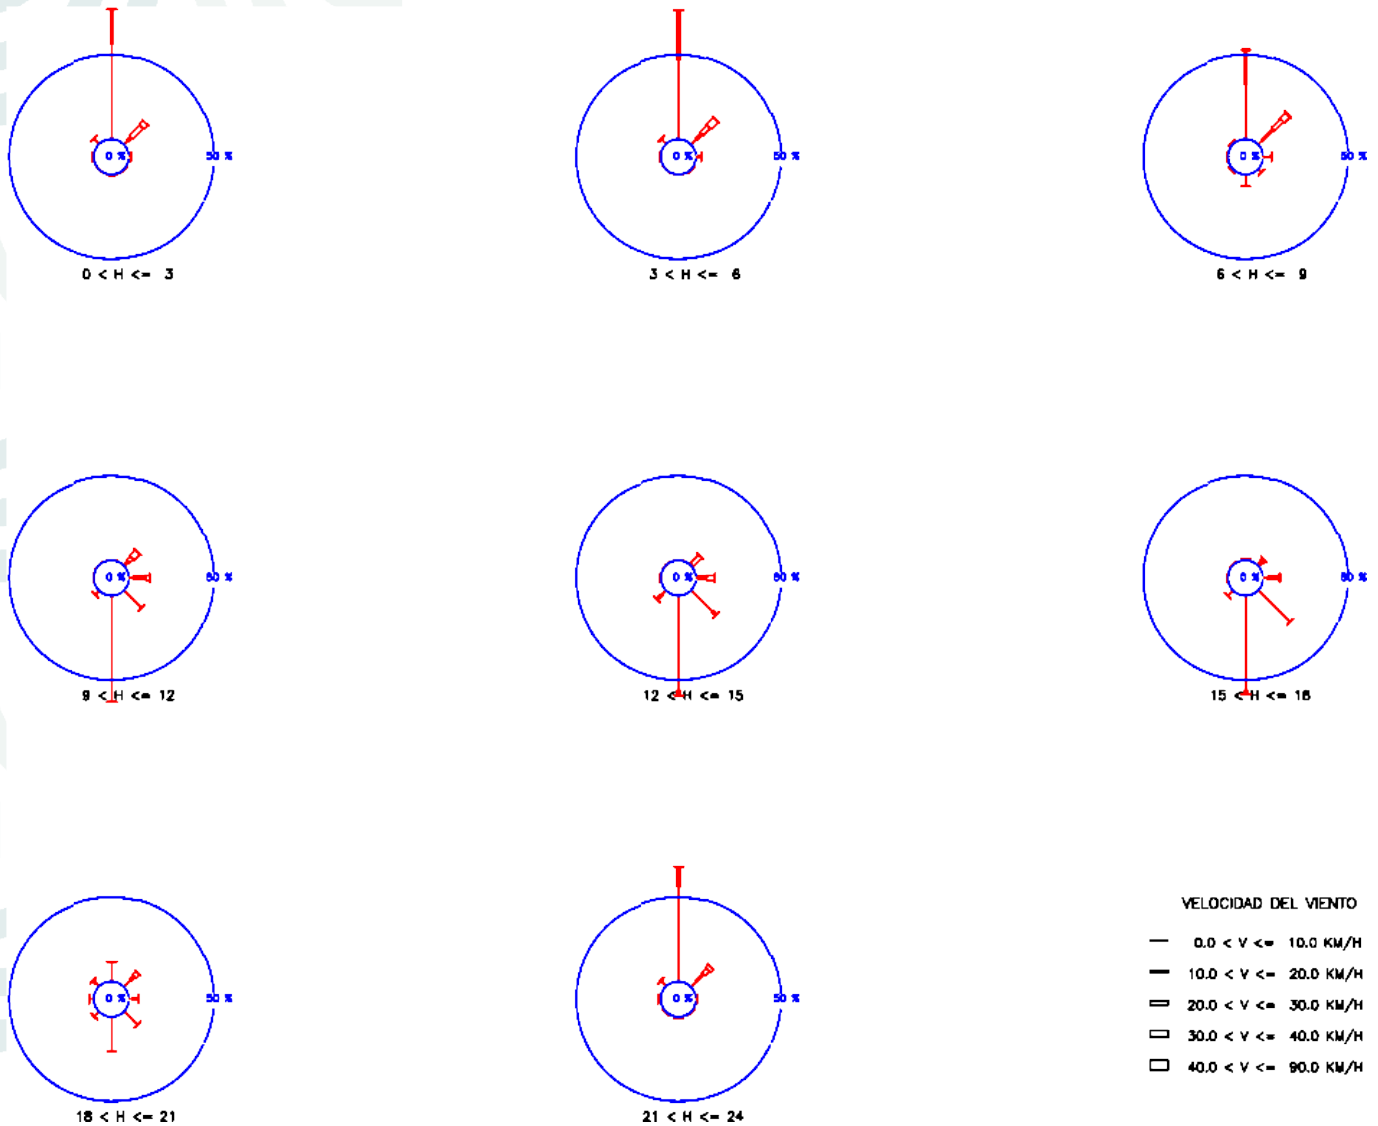 0 %
50 %
0 < H <= 3
0 %
50 %
3 < H <= 6
0 %
50 %
6 < H <= 9
0 %
50 %
9 < H <= 12
0 %
50 %
12 < H <= 15
0 %
50 %
15 < H <= 18
0 %
50 %
18 < H <= 21
0 %
50 %
21 < H <= 24
VELOCIDAD DEL VIENTO
0.0 < V <= 10.0 KM/H
10.0 < V <= 20.0 KM/H
20.0 < V <= 30.0 KM/H
30.0 < V <= 40.0 KM/H
40.0 < V <= 90.0 KM/H